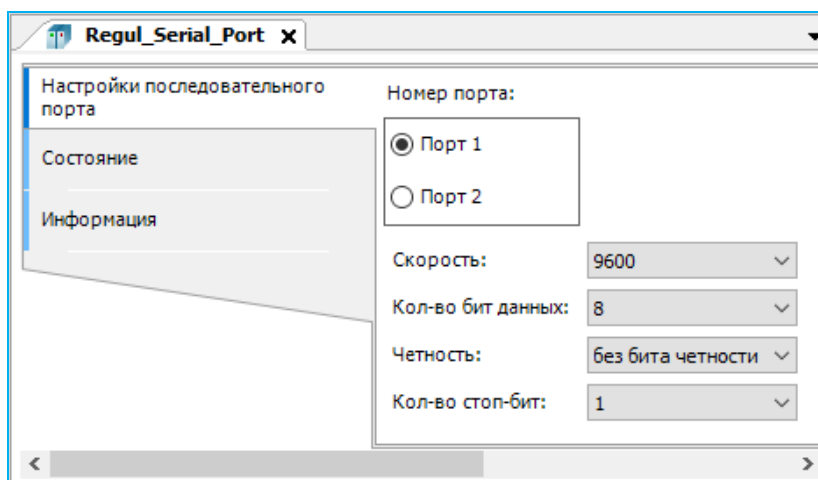 Regul_Serial_Port
Настройки последовательного
порта
Состояние
Информация
Номер порта:
Порт 1
Порт 2
Скорость: 9600
Кол-во бит данных: 8
Четность: без бита четности
Кол-во стоп-бит: 1